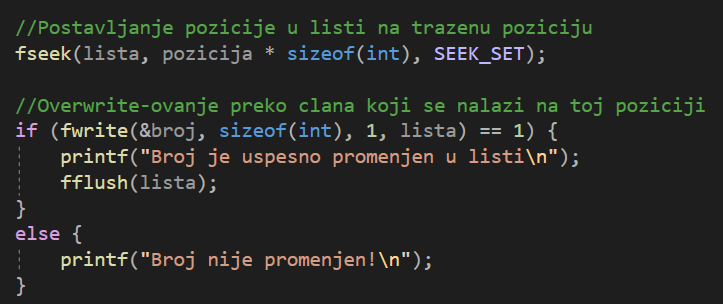 //Postavljanje pozicije u listi na trazenu poziciju
fseek(lista, pozicija * sizeof(int), SEEK_SET);

//Overwrite-ovanje preko clana koji se nalazi na toj poziciji
if (fwrite(&broj, sizeof(int), 1, lista) == 1) {
    printf("Broj je uspesno promenjen u listi\n");
    fflush(lista);
}
else {
    printf("Broj nije promenjen!\n");
}